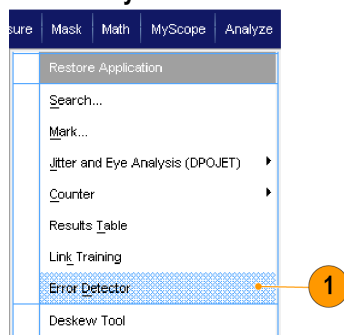 sure Mask Math MyScope Analyze
Restore Application
Search...
Mark...
Jitter and Eye Analysis (DPOJET)
Counter
Results Table
Link Training
Error Detector
1
Deskew Tool